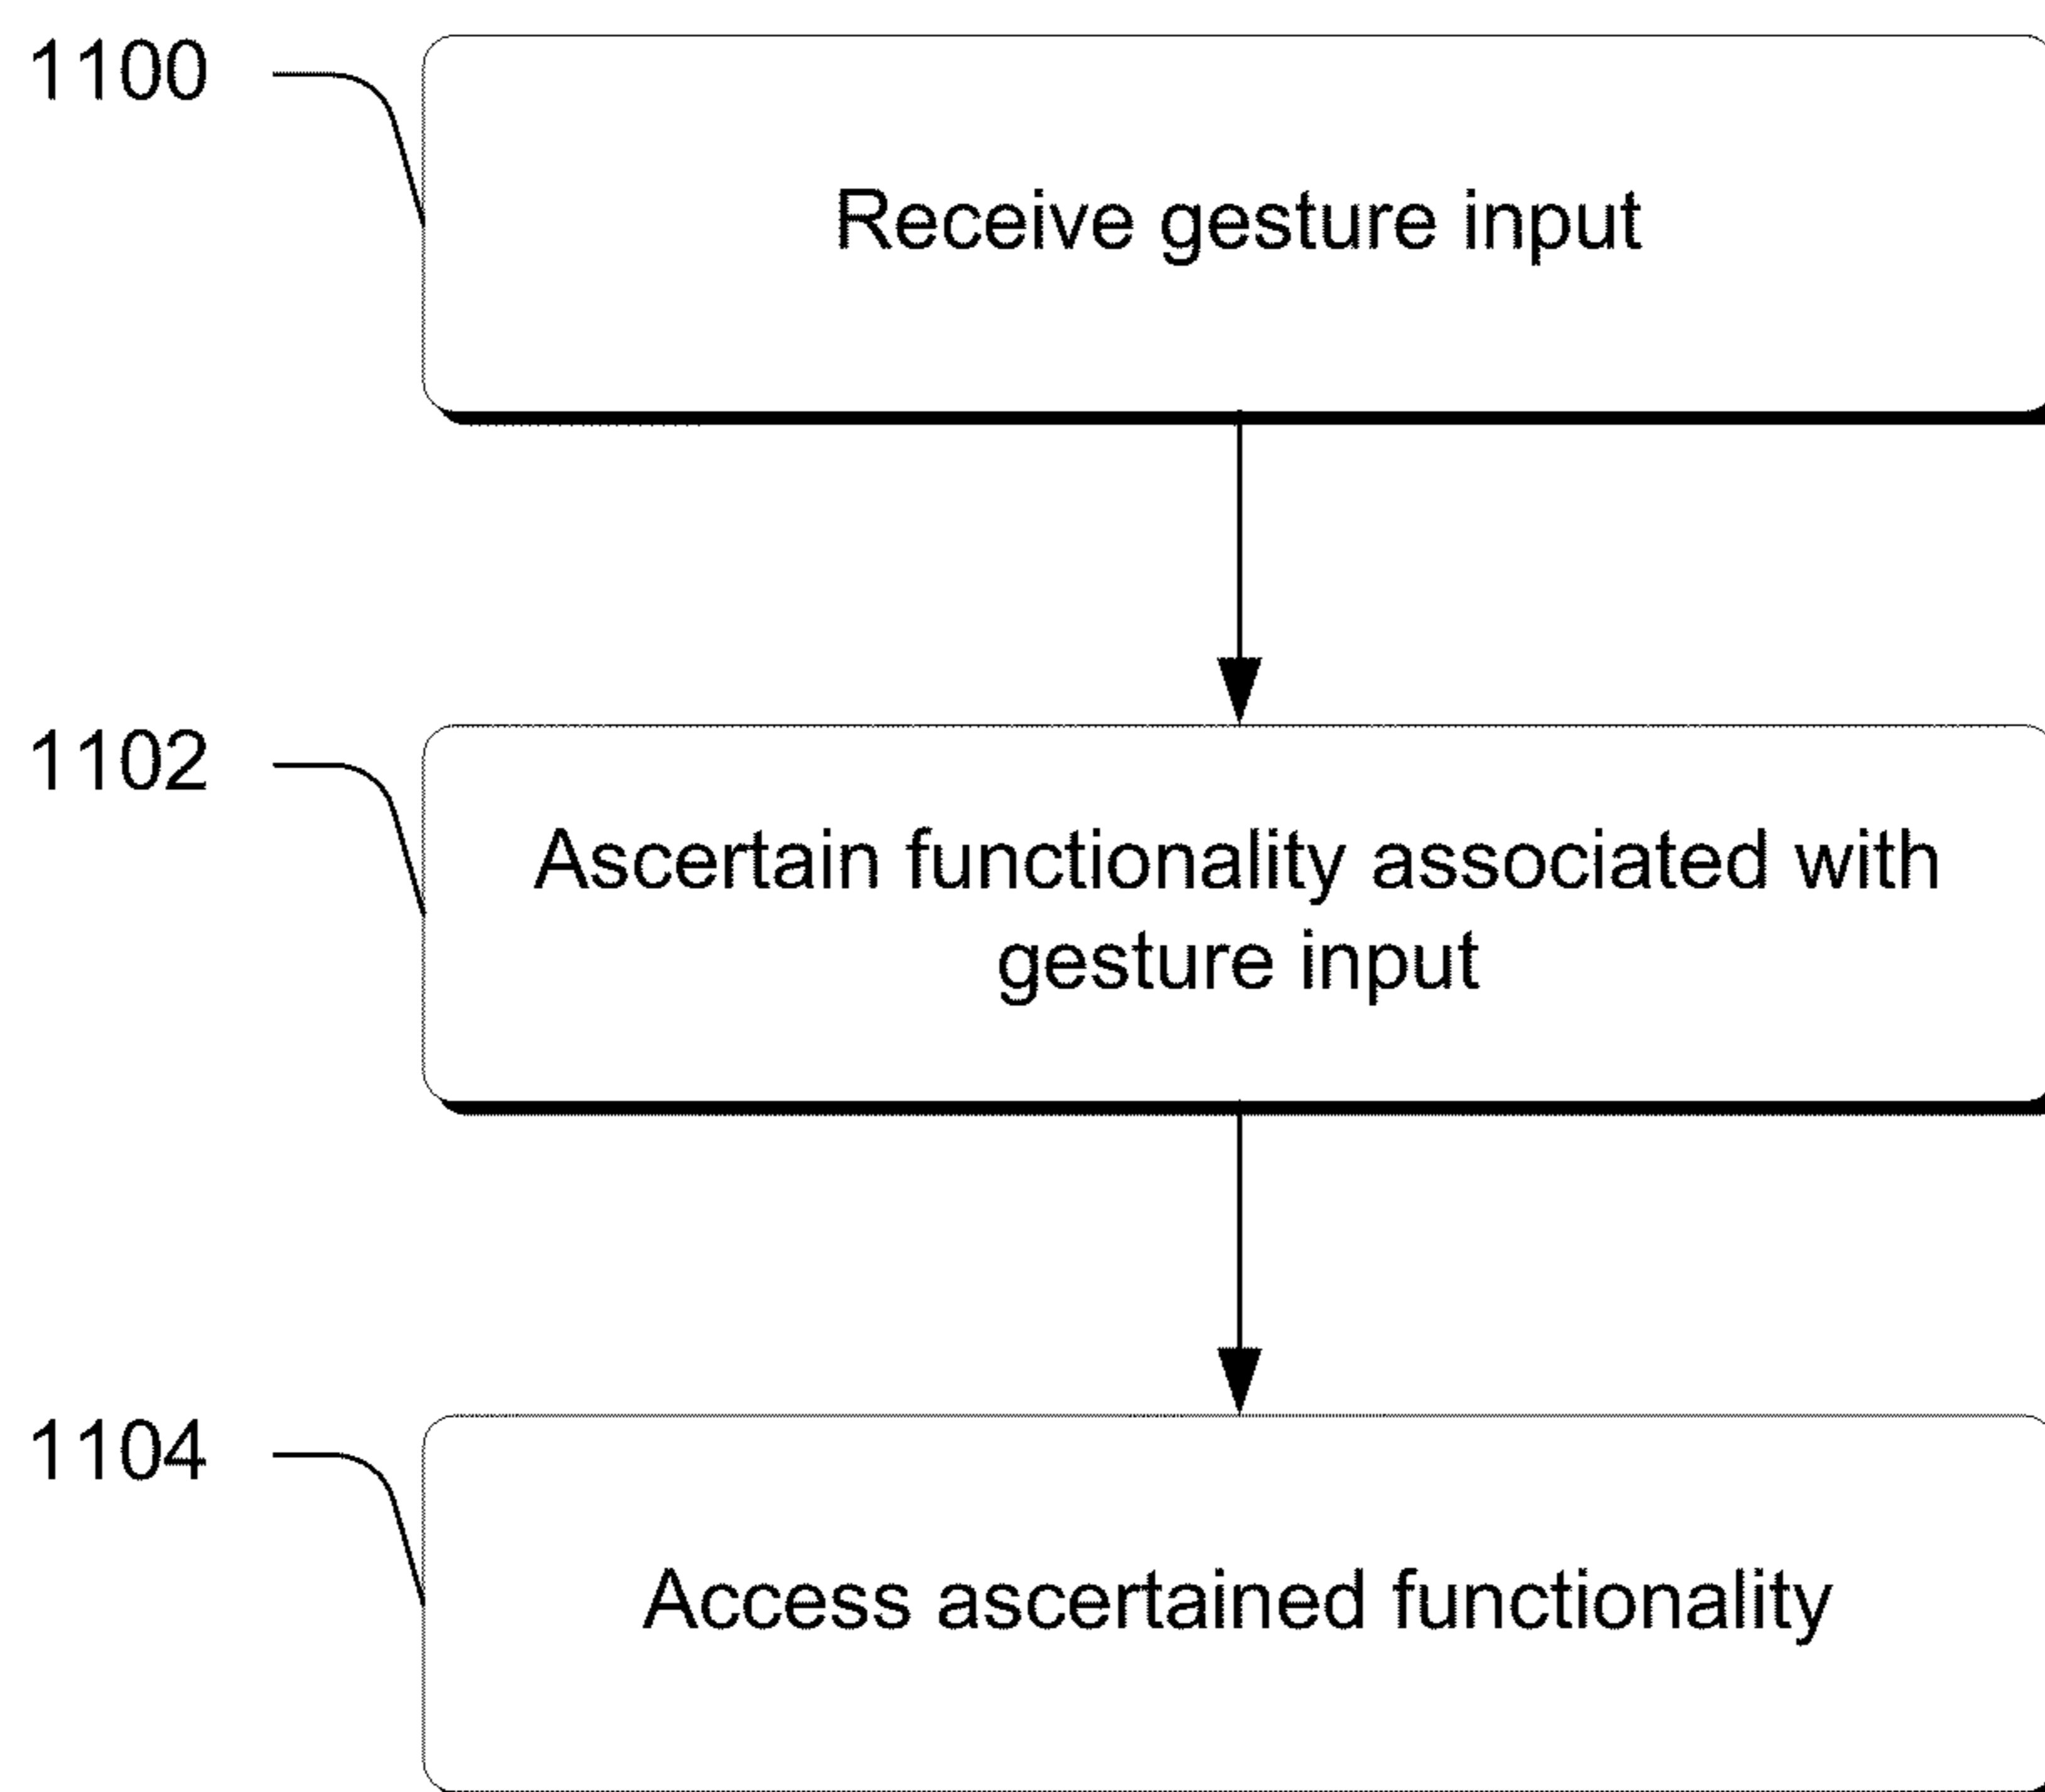 1100
Receive gesture input
1102
Ascertain functionality associated with
gesture input
1104
Access ascertained functionality